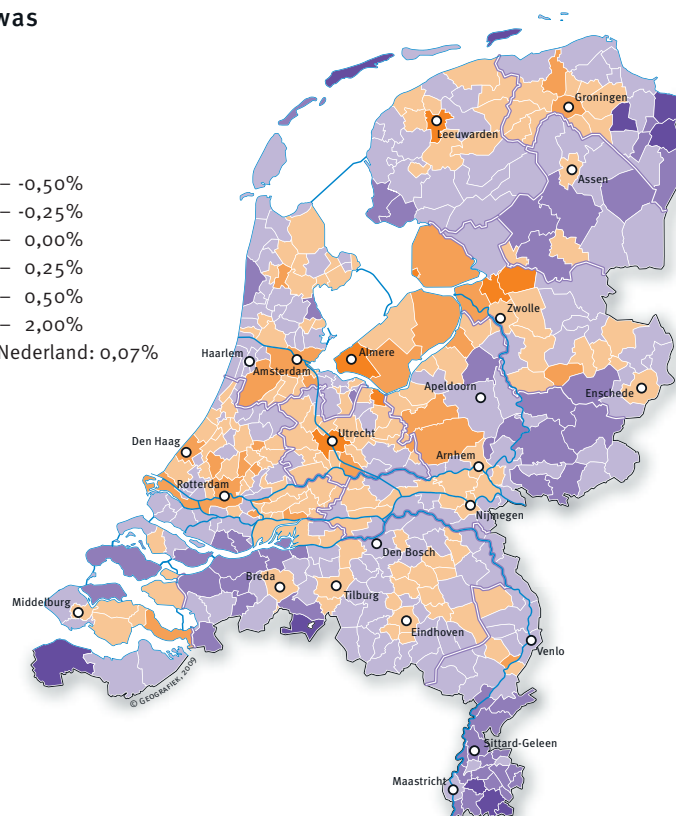 was
– -0,50%
– -0,25%
– 0,00%
– 0,25%
– 0,50%
– 2,00%
Nederland: 0,07%
Groningen
Leeuwarden
Assen
Zwolle
Haarlem
Amsterdam
Almere
Apeldoorn
Enschede
Den Haag
Utrecht
Arnhem
Rotterdam
Nijmegen
Den Bosch
Breda
Tilburg
Middelburg
Eindhoven
Venlo
© GEOGRAFIEK, 2009
Sittard-Geleen
Maastricht